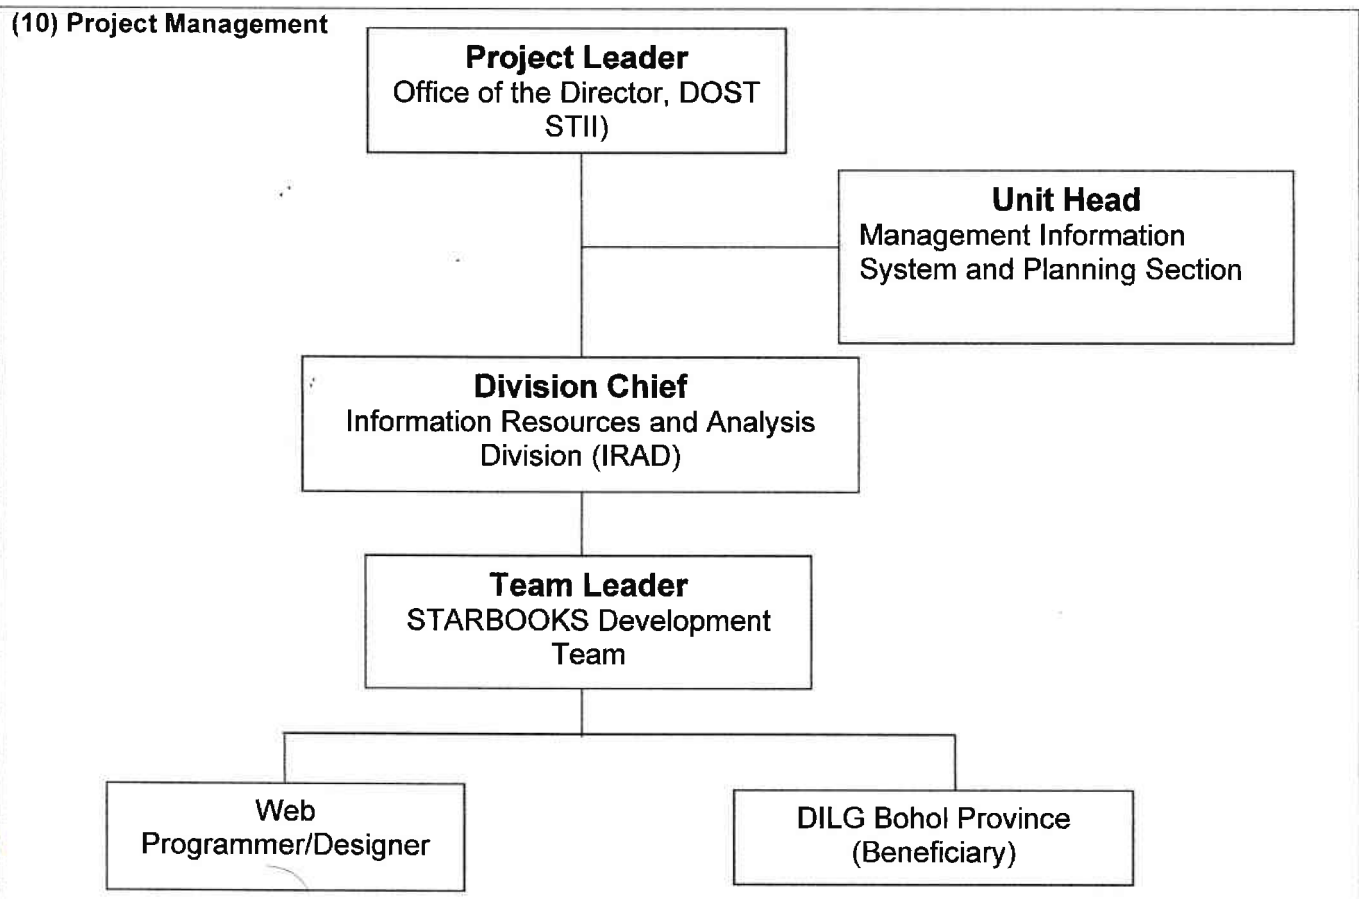 (10) Project Management
Project Leader
Office of the Director, DOST
STII)
Unit Head
Management Information
System and Planning Section
Division Chief
Information Resources and Analysis
Division (IRAD)
Team Leader
STARBOOKS Development
Team
Web
Programmer/Designer
DILG Bohol Province
(Beneficiary)